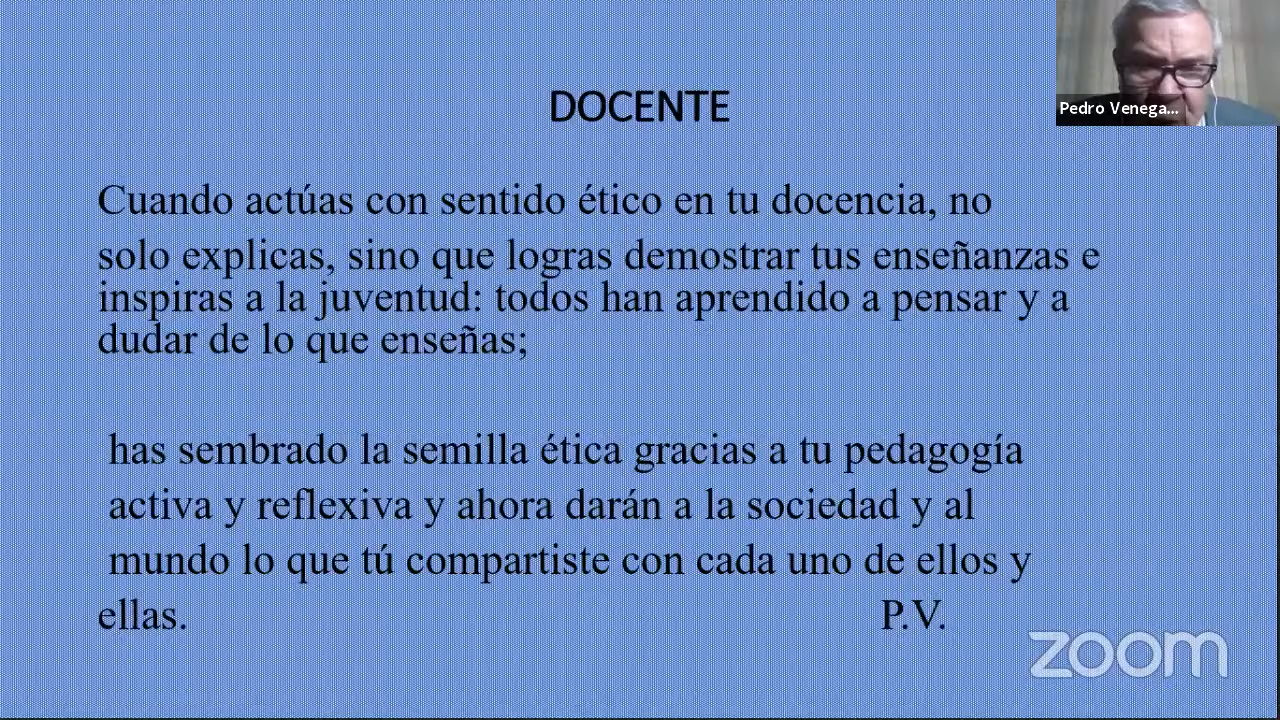 DOCENTE
Pedro Venega...
Cuando actúas con sentido ético en tu docencia, no
solo explicas, sino que logras demostrar tus enseñanzas e
inspiras a la juventud: todos han aprendido a pensar y a
dudar de lo que enseñas;
has sembrado la semilla ética gracias a tu pedagogía
activa y reflexiva y ahora darán a la sociedad y al
mundo lo que tú compartiste con cada uno de ellos y
ellas. P.V.
zoom